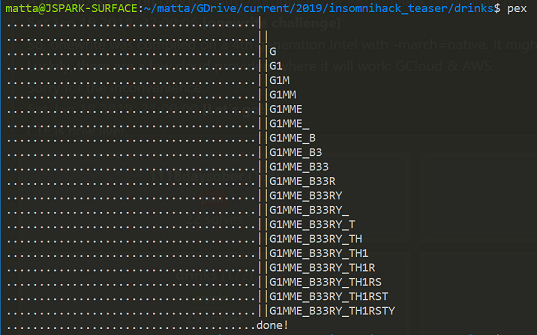 matta@JSPARK-SURFACE:~/matta/GDrive/current/2019/insomnihack_teaser/drinks$ pex
......................................|
......................................||
......................................||G
......................................||G1
......................................||G1M
......................................||G1MM
......................................||G1MME
......................................||G1MME_
......................................||G1MME_B
......................................||G1MME_B3
......................................||G1MME_B33
......................................||G1MME_B33R
......................................||G1MME_B33RY
......................................||G1MME_B33RY_
......................................||G1MME_B33RY_T
......................................||G1MME_B33RY_TH
......................................||G1MME_B33RY_TH1
......................................||G1MME_B33RY_TH1R
......................................||G1MME_B33RY_TH1RS
......................................||G1MME_B33RY_TH1RST
......................................||G1MME_B33RY_TH1RSTY
......................................done!